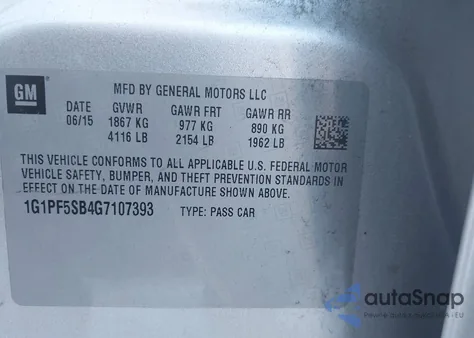 GM
MFD BY GENERAL MOTORS LLC
DATE GVWR GAWR FRT GAWR RR
06/15 1867 KG 977 KG 890 KG
4116 LB 2154 LB 1962 LB
THIS VEHICLE CONFORMS TO ALL APPLICABLE U.S. FEDERAL MOTOR
VEHICLE SAFETY, BUMPER, AND THEFT PREVENTION STANDARDS IN
EFFECT ON THE DATE OF MANUFACTURE SHOWN ABOVE.
1G1PF5SB4G7107393 TYPE: PASS CAR
autoSnap